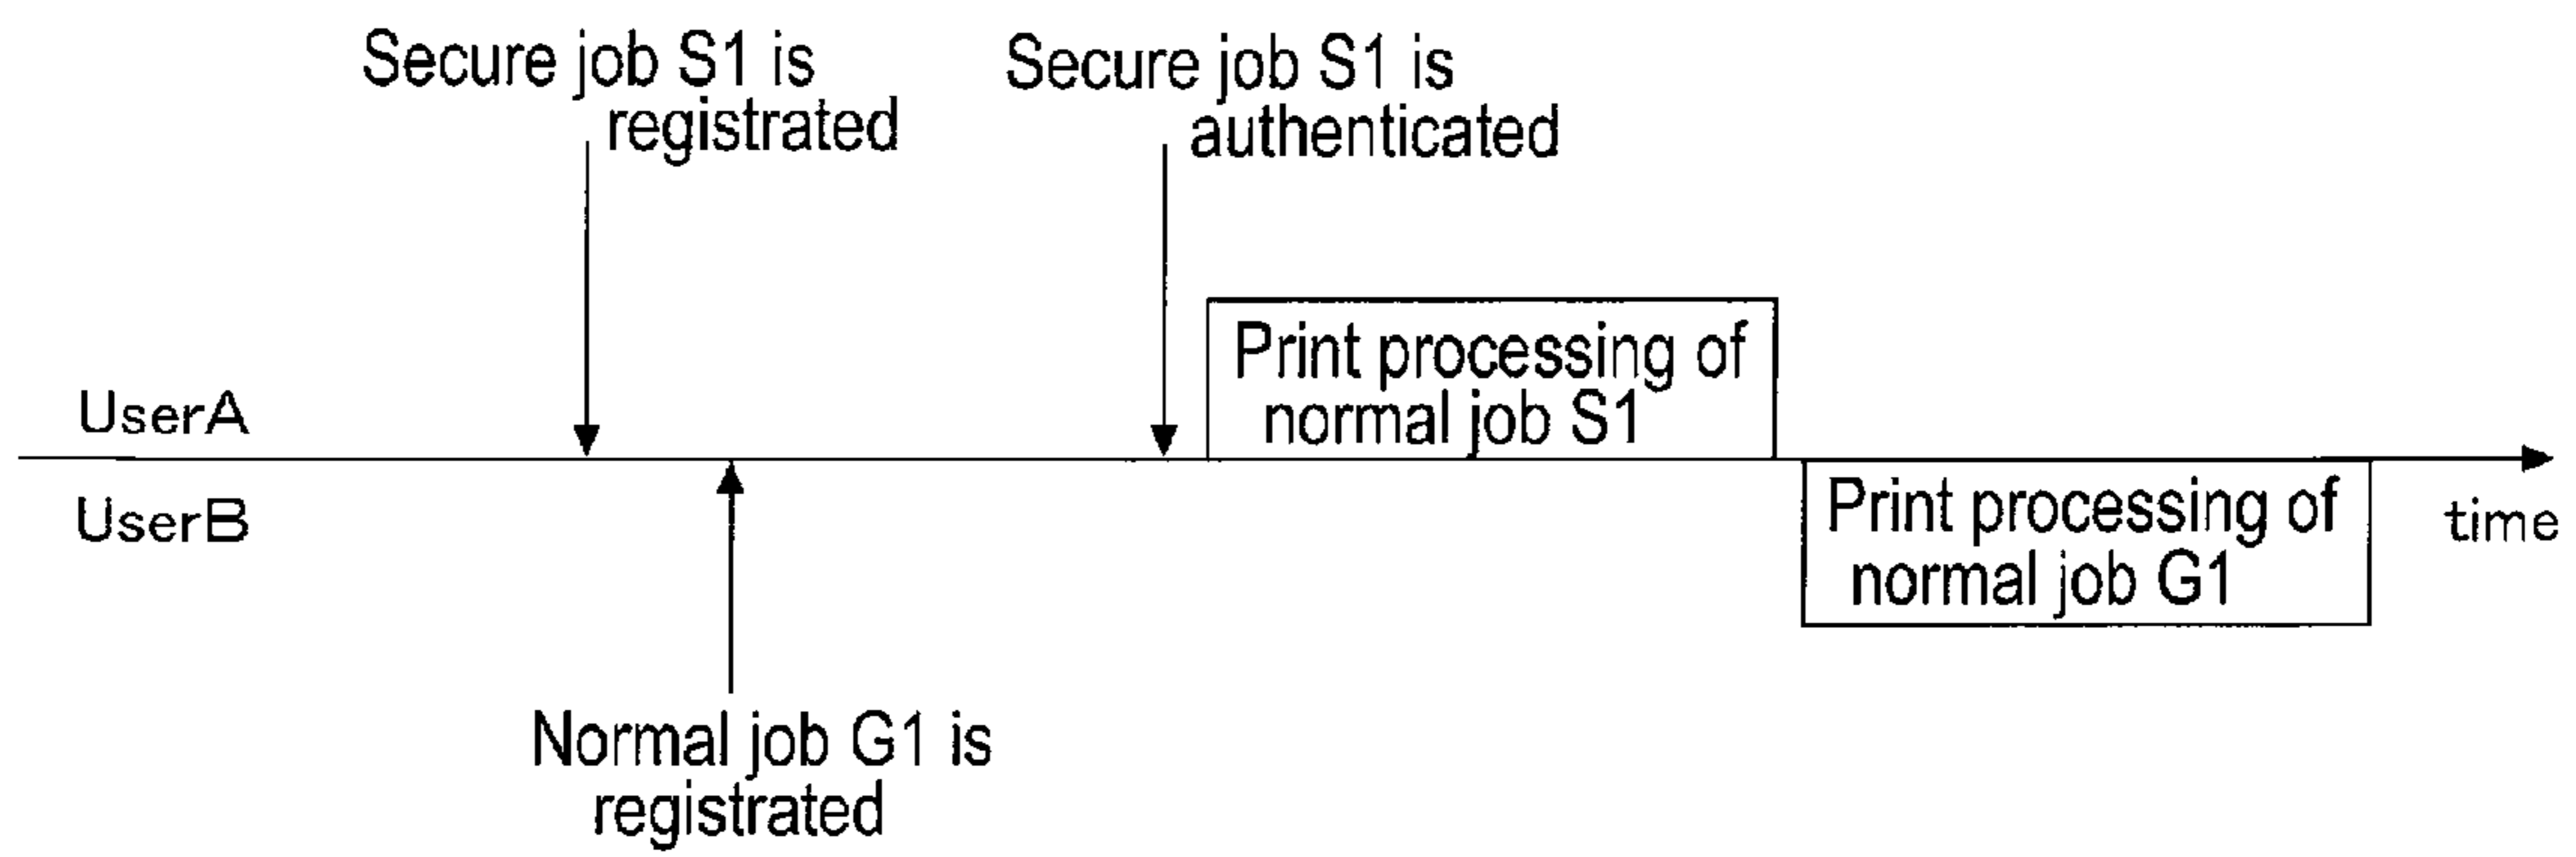 Secure job S1 is
registrated
Secure job S1 is
authenticated
Print processing of
normal job S1
UserA
UserB
Print processing of
normal job G1
time
Normal job G1 is
registrated